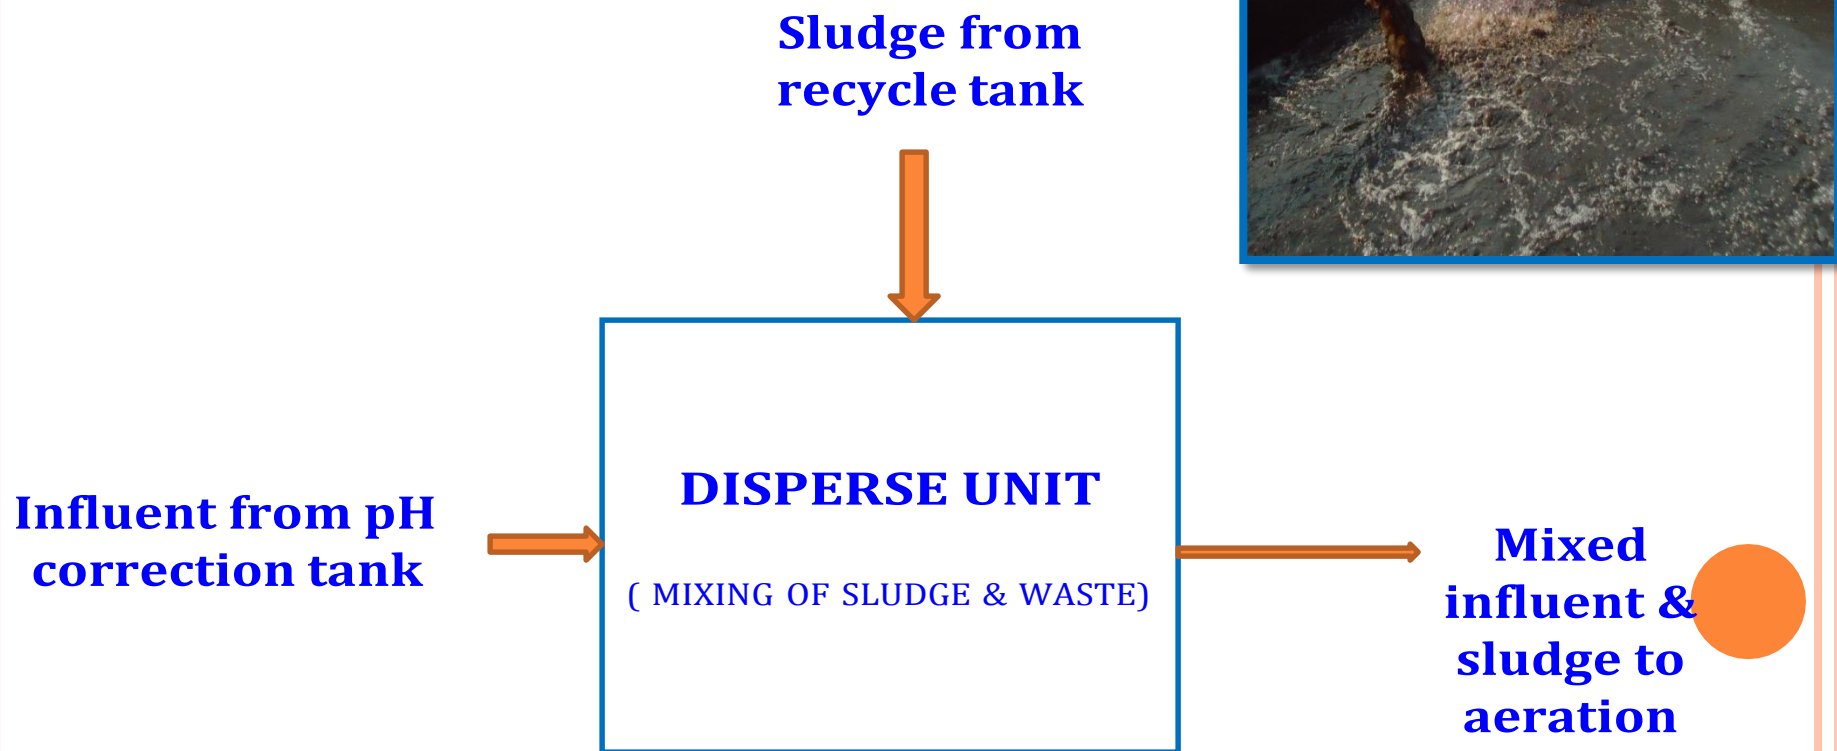 Sludge from
recycle tank
DISPERSE UNIT
( MIXING OF SLUDGE & WASTE)
Influent from pH
correction tank
Mixed
influent &
sludge to
aeration